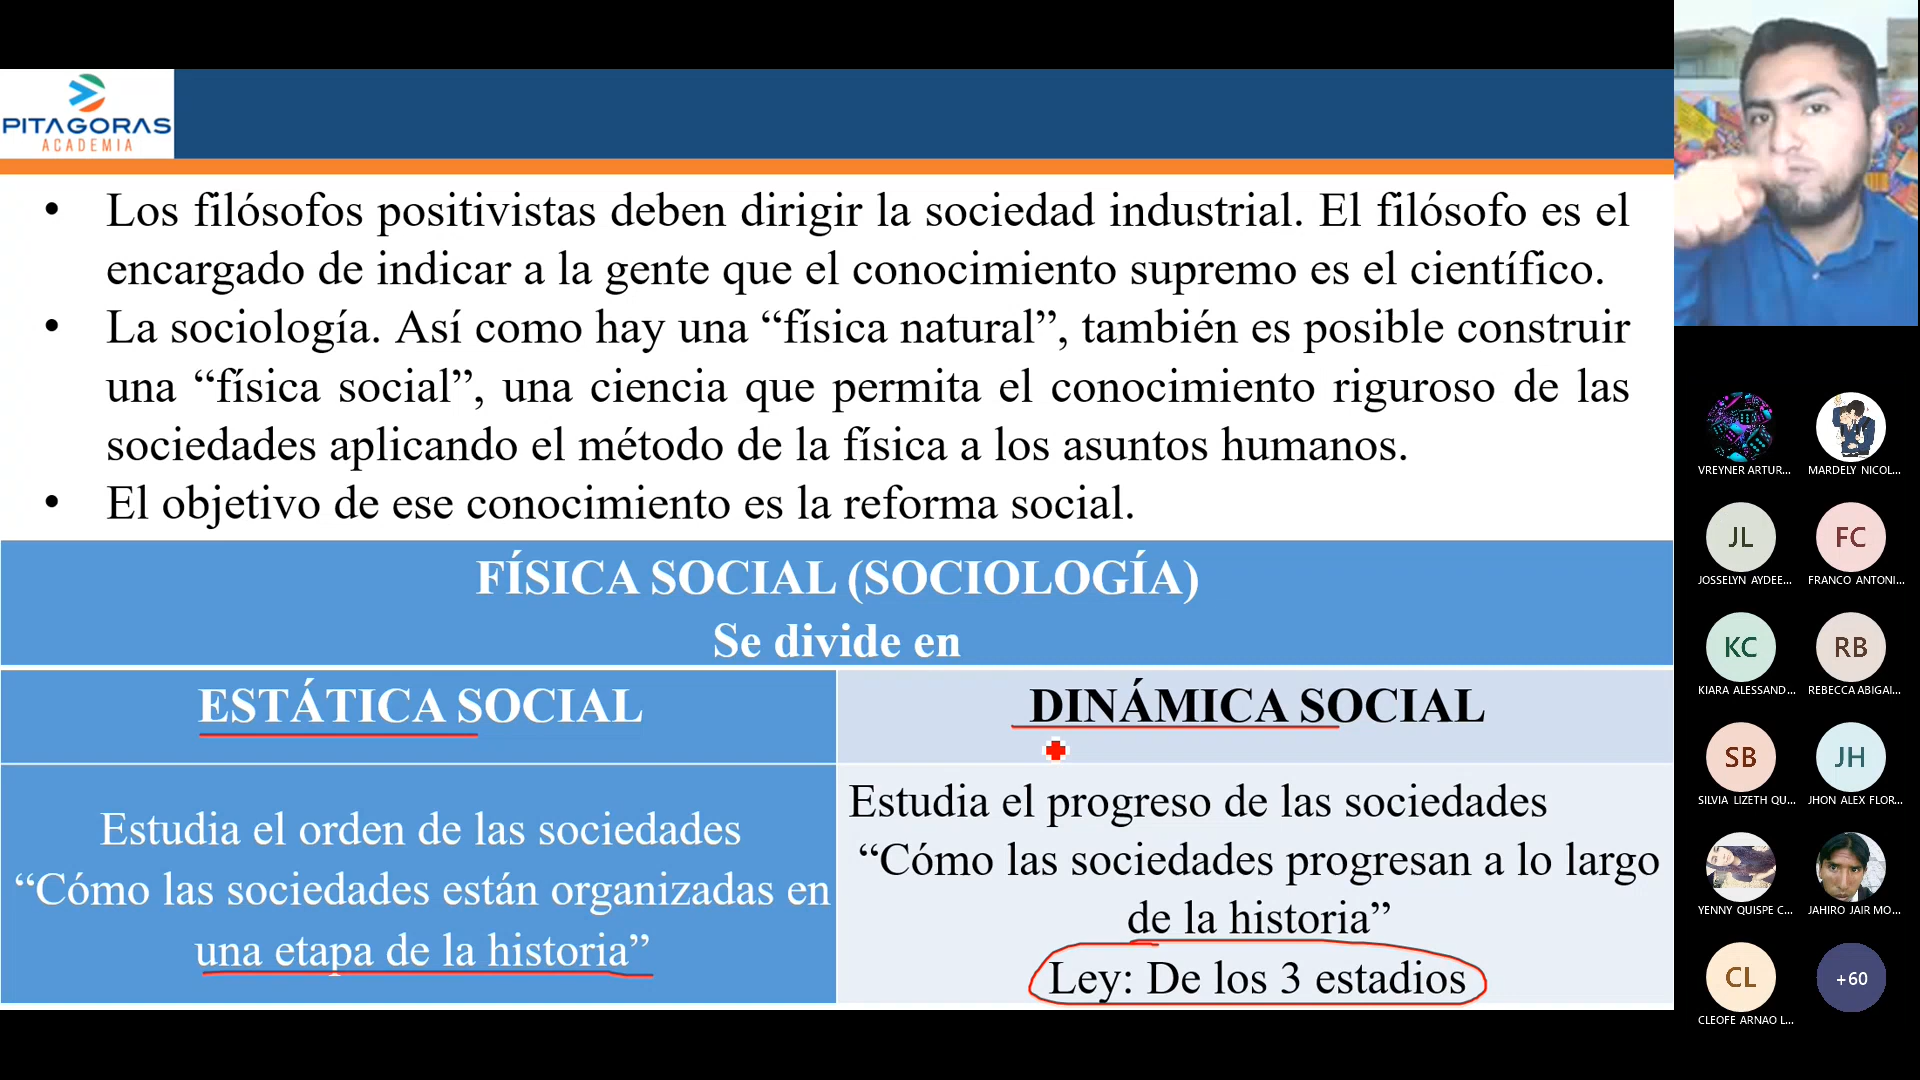 PITAGORAS
ACADEMIA
• Los filósofos positivistas deben dirigir la sociedad industrial. El filósofo es el
encargado de indicar a la gente que el conocimiento supremo es el científico.
• La sociología. Así como hay una “física natural”, también es posible construir
una “física social”, una ciencia que permita el conocimiento riguroso de las
sociedades aplicando el método de la física a los asuntos humanos.
• El objetivo de ese conocimiento es la reforma social.
FÍSICA SOCIAL (SOCIOLOGÍA)
Se divide en
ESTÁTICA SOCIAL
Estudia el orden de las sociedades
“Cómo las sociedades están organizadas en
una etapa de la historia”
DINÁMICA SOCIAL
Estudia el progreso de las sociedades
“Cómo las sociedades progresan a lo largo
de la historia”
Ley: De los 3 estadios
VREYNER ARTUR...
MARDELY NICOL...
JL
JOSSELYN AYDEE...
FC
FRANCO ANTONI...
KC
KIARA ALESSAND...
RB
REBECCA ABIGAI...
SB
SILVIA LIZETH QU...
JH
JHON ALEX FLOR...
YENNY QUISPE C...
JAHIRO JAIR MO...
CL
CLEOFE ARNAO L...
+60